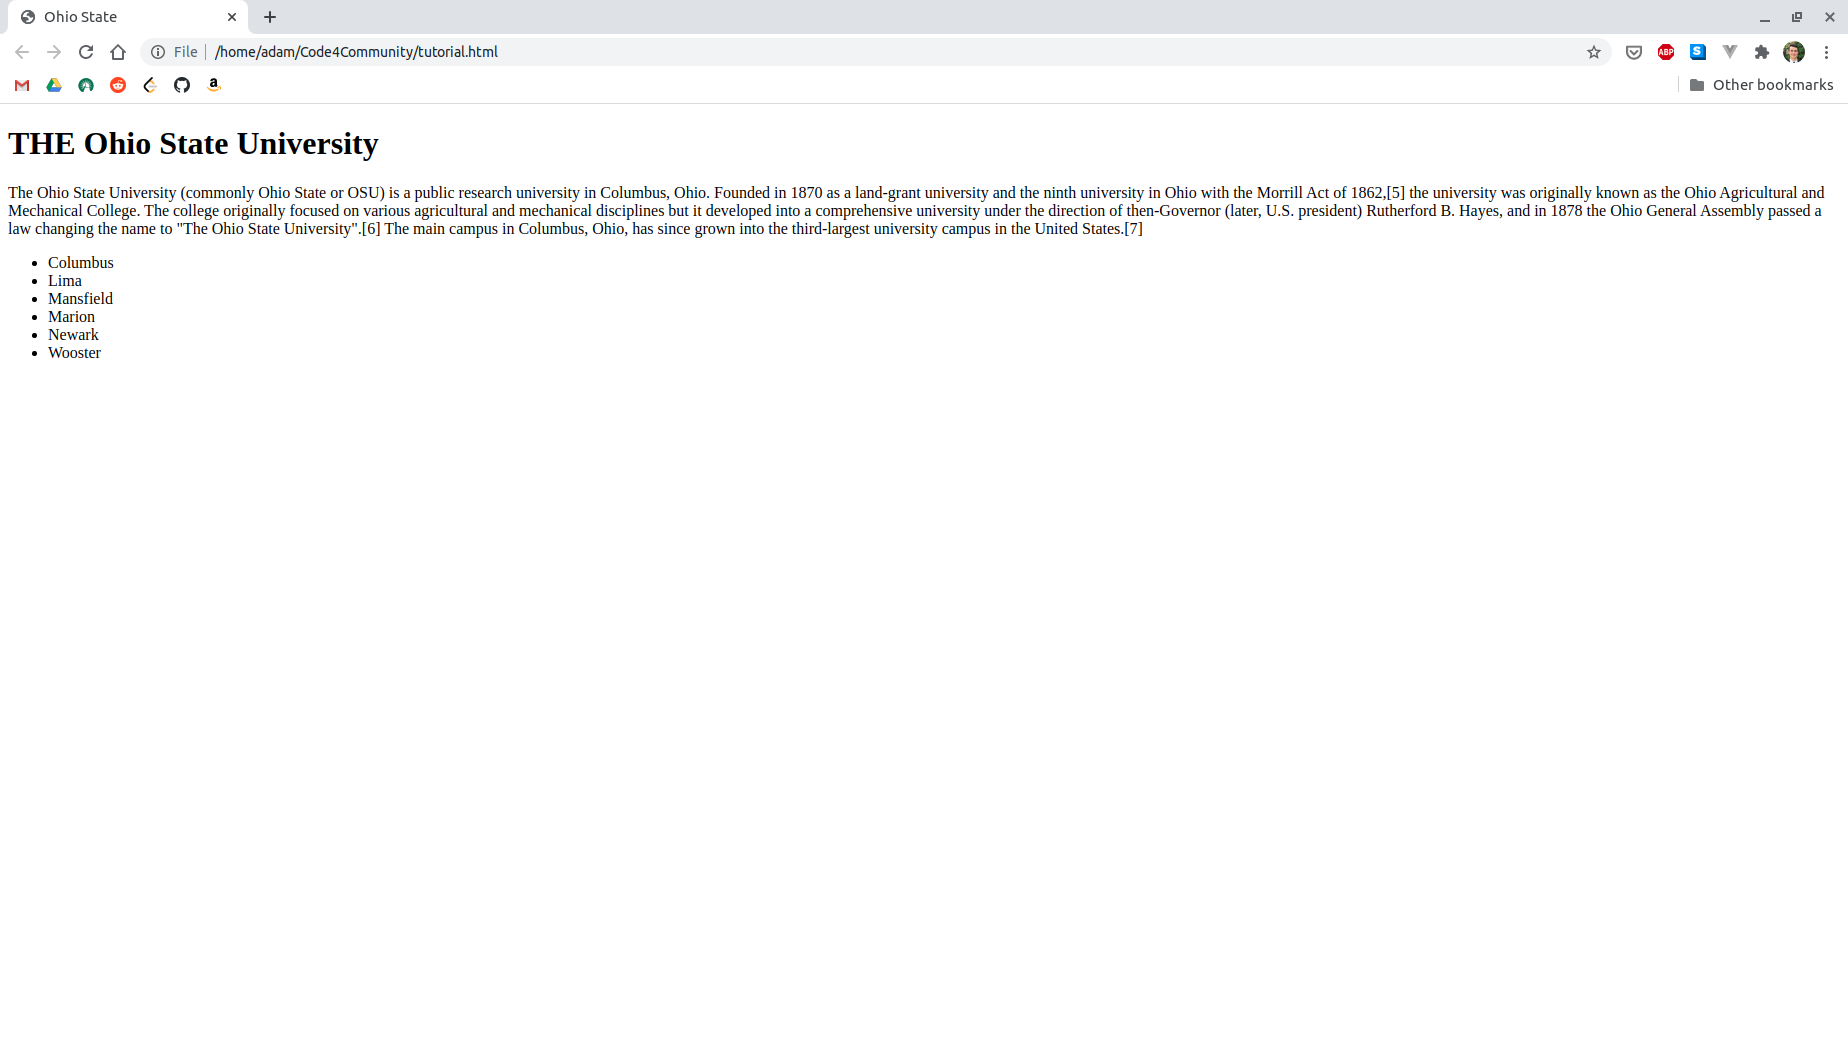 Ohio State
File
/home/adam/Code4Community/tutorial.html
ABP
S
a
Other bookmarks
THE Ohio State University
The Ohio State University (commonly Ohio State or OSU) is a public research university in Columbus, Ohio. Founded in 1870 as a land-grant university and the ninth university in Ohio with the Morrill Act of 1862,[5] the university was originally known as the Ohio Agricultural and
Mechanical College. The college originally focused on various agricultural and mechanical disciplines but it developed into a comprehensive university under the direction of then-Governor (later, U.S. president) Rutherford B. Hayes, and in 1878 the Ohio General Assembly passed a
law changing the name to "The Ohio State University".[6] The main campus in Columbus, Ohio, has since grown into the third-largest university campus in the United States.[7]
• Columbus
• Lima
• Mansfield
• Marion
• Newark
• Wooster